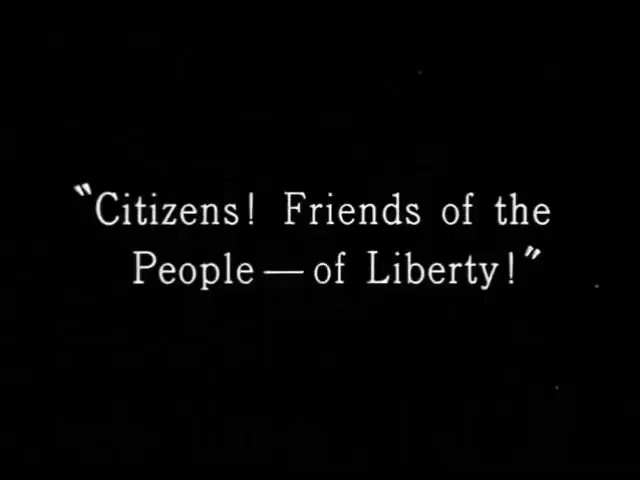 "Citizens! Friends of the
People — of Liberty!"